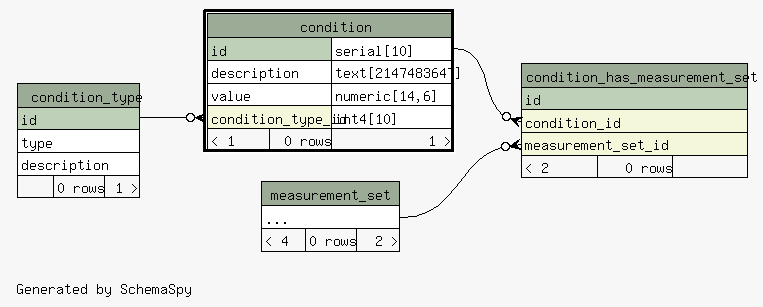 condition
id serial[10]
description text[2147483647]
value numeric[14,6]
condition_type_id int4[10]
< 1 0 rows 1 >
condition_type
id
type
description
0 rows 1 >
condition_has_measurement_set
id
condition_id
measurement_set_id
< 2 0 rows
measurement_set
...
< 4 0 rows 2 >
Generated by SchemaSpy